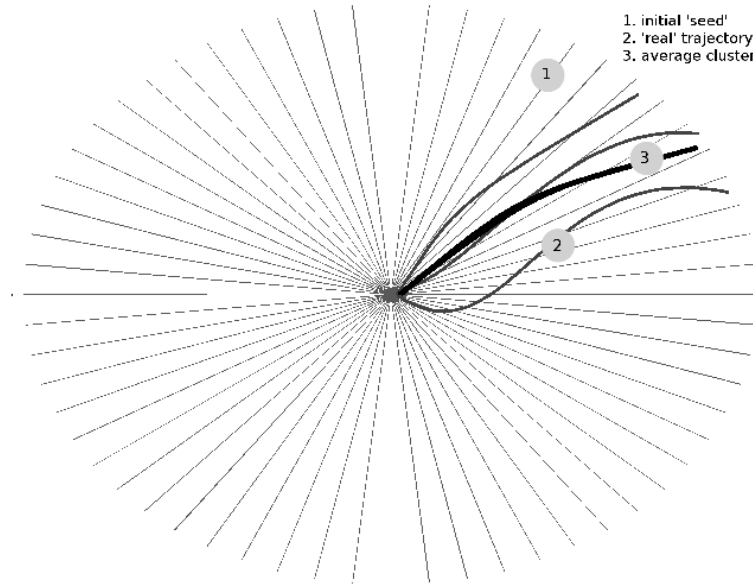 1. initial 'seed'
2. 'real' trajectory
3. average cluster
1
3
2